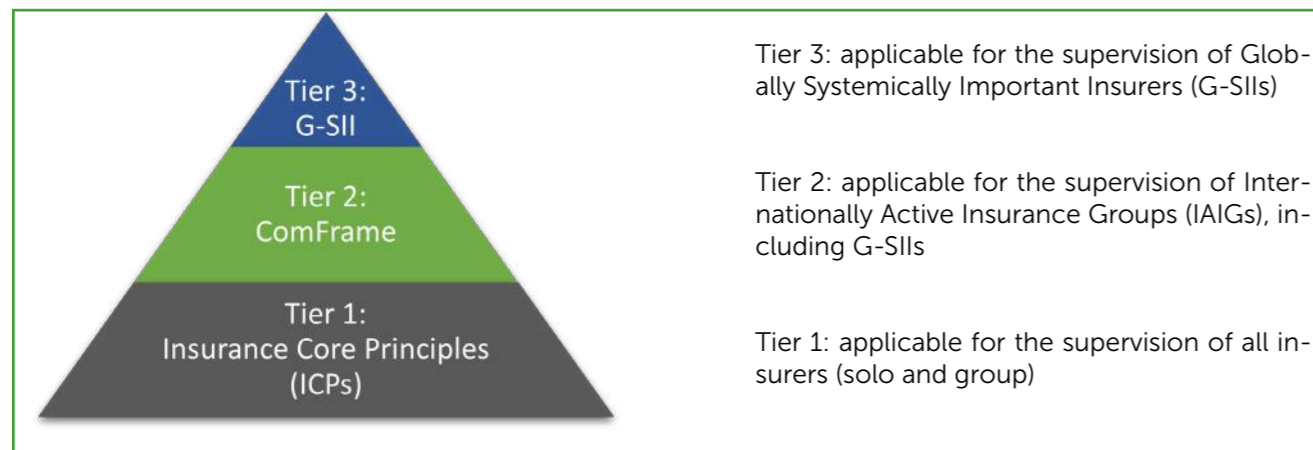 Tier 3:
G-SII
Tier 2:
ComFrame
Tier 1:
Insurance Core Principles
(ICPs)
Tier 3: applicable for the supervision of Glob-
ally Systemically Important Insurers (G-SIIs)
Tier 2: applicable for the supervision of Inter-
nationally Active Insurance Groups (IAIGs), in-
cluding G-SIIs
Tier 1: applicable for the supervision of all in-
surers (solo and group)